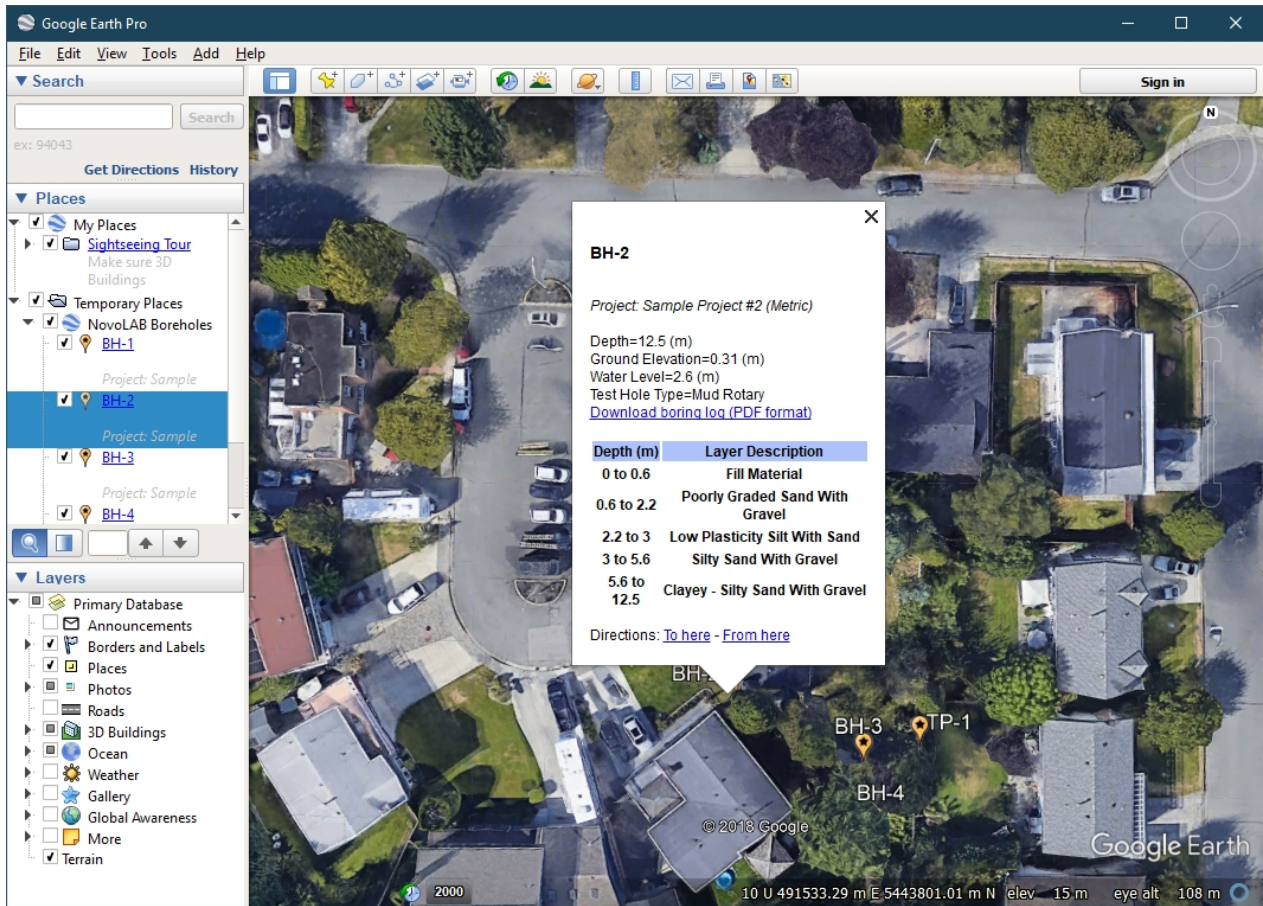 Google Earth Pro
File Edit View Tools Add Help
Search
Search
ex: 94043
Get Directions History
Places
My Places
Sightseeing Tour
Make sure 3D
Buildings
Temporary Places
NovoLAB Boreholes
BH-1
Project: Sample
BH-2
Project: Sample
BH-3
Project: Sample
BH-4
Layers
Primary Database
Announcements
Borders and Labels
Places
Photos
Roads
3D Buildings
Ocean
Weather
Gallery
Global Awareness
More
Terrain
Sign in
N
BH-2
Project: Sample Project #2 (Metric)
Depth=12.5 (m)
Ground Elevation=0.31 (m)
Water Level=2.6 (m)
Test Hole Type=Mud Rotary
Download boring log (PDF format)
Depth (m) Layer Description
0 to 0.6 Fill Material
0.6 to 2.2 Poorly Graded Sand With
Gravel
2.2 to 3 Low Plasticity Silt With Sand
3 to 5.6 Silty Sand With Gravel
5.6 to
12.5 Clayey - Silty Sand With Gravel
Directions: To here - From here
BH-3
TP-1
BH-4
© 2018 Google
Google Earth
2000
10 U 491533.29 m E 5443801.01 m N elev 15 m eye alt 108 m